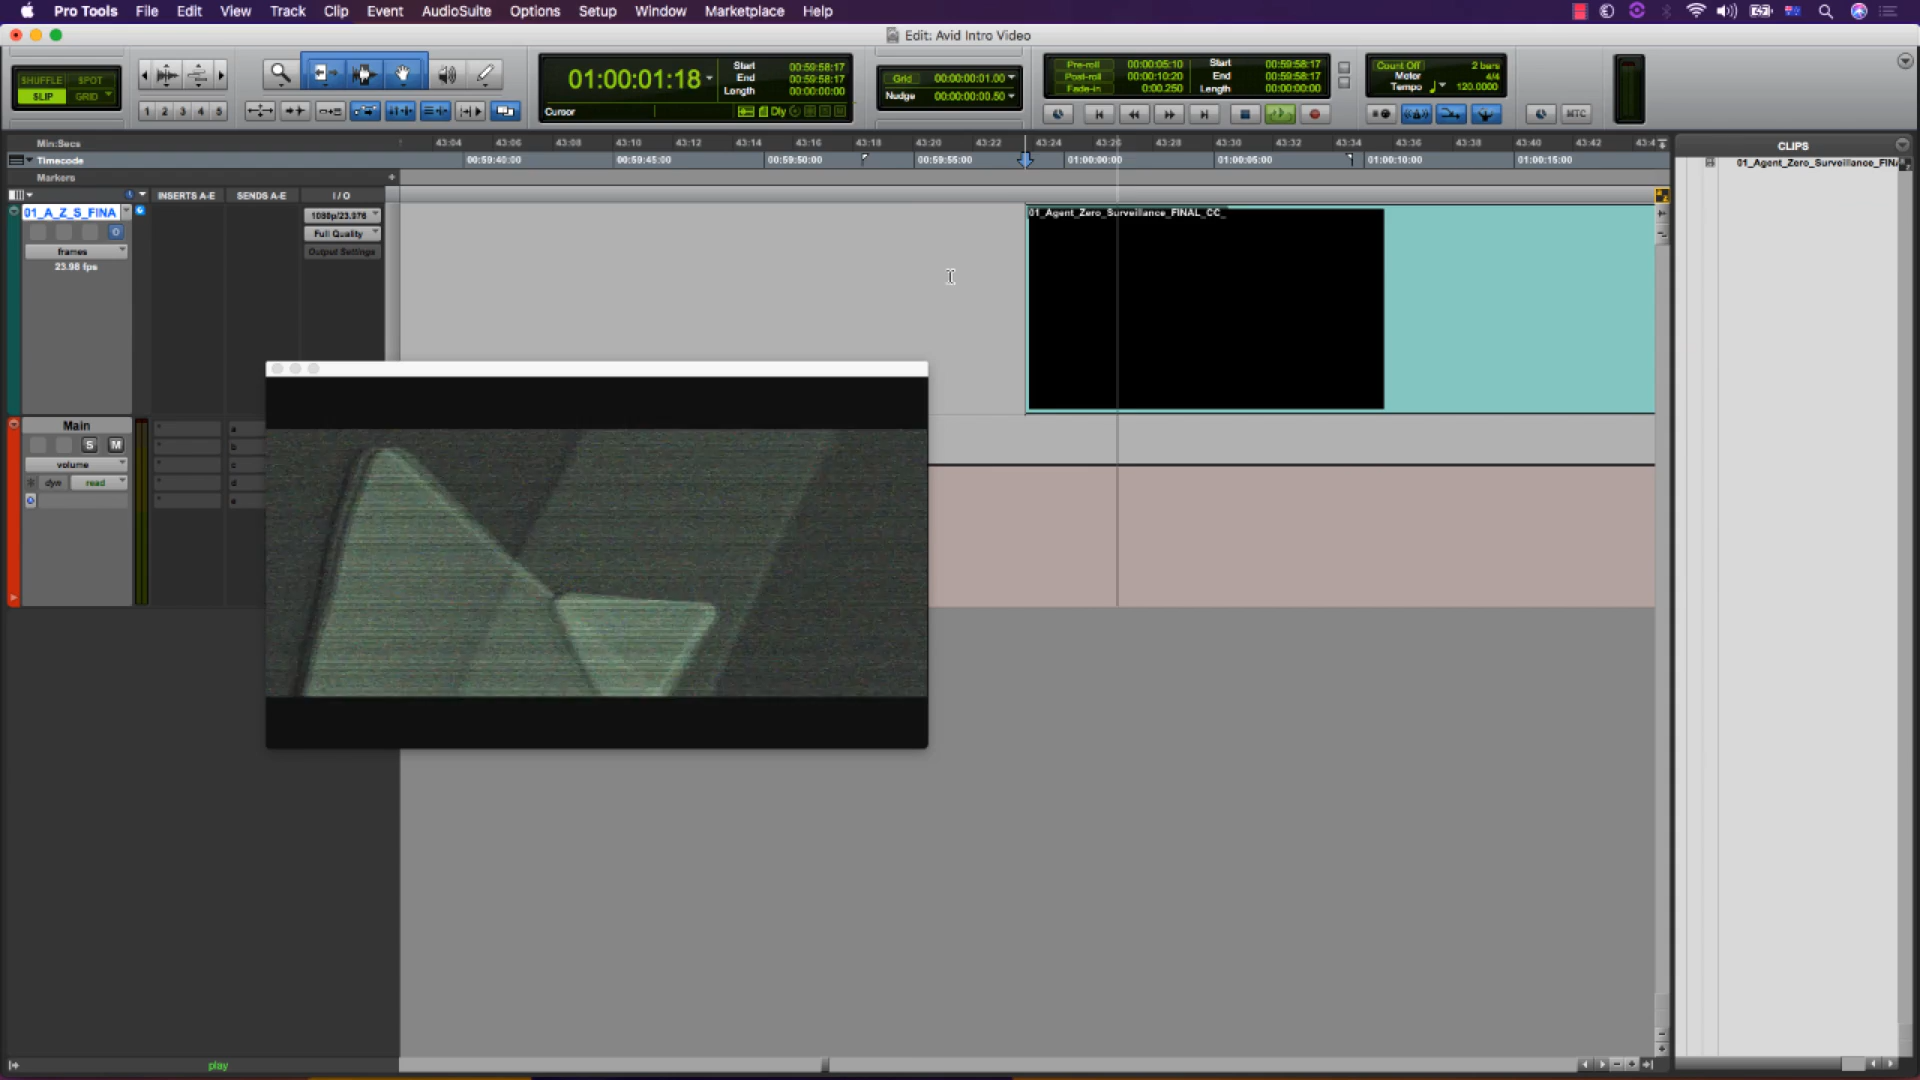 Pro Tools File Edit View Track Clip Event AudioSuite Options Setup Window Marketplace Help
Edit: Avid Intro Video
SHUFFLE SPOT
SLIP GRID
1 2 3 4 5
01:00:01:18
Start 00:59:58:17
End 00:59:58:17
Length 00:00:00:00
Cursor
Dly
Grid 00:00:00:01.00
Nudge 00:00:00:00.50
Pre-roll 00:00:05:10
Post-roll 00:00:10:20
Fade-in 0:00.250
Start 00:59:58:17
End 00:59:58:17
Length 00:00:00:00
Count Off 2 bars
Meter 4/4
Tempo 120.0000
MTC
Min:Secs 43:04 43:06 43:08 43:10 43:12 43:14 43:16 43:18 43:20 43:22 43:24 43:26 43:28 43:30 43:32 43:34 43:36 43:38 43:40 43:42 43:4
Timecode 00:59:40:00 00:59:45:00 00:59:50:00 00:59:55:00 01:00:00:00 01:00:05:00 01:00:10:00 01:00:15:00
Markers
INSERTS A-E SENDS A-E I / O
01_A_Z_S_FINA
frames
23.98 fps
1080p/23.976
Full Quality
Output Settings
01_Agent_Zero_Surveillance_FINAL_CC_
Main
S M
volume
dyn read
a
b
c
d
e
CLIPS
01_Agent_Zero_Surveillance_FINA
play